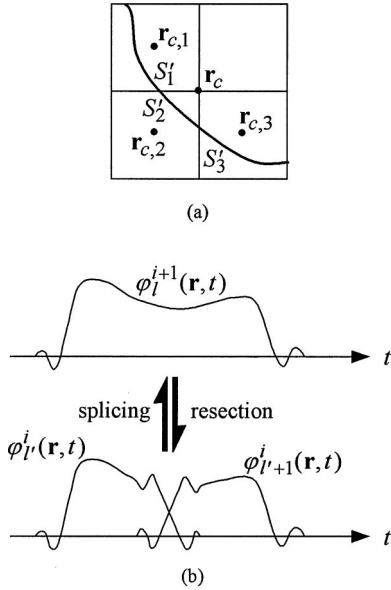 (a)
r_{c,1}
S'_1
r_c
S'_2
r_{c,3}
r_{c,2}
S'_3
φ_l^{i+1}(r,t)
t
splicing
resection
φ_{l'}^i(r,t)
φ_{l'+1}^i(r,t)
t
(b)